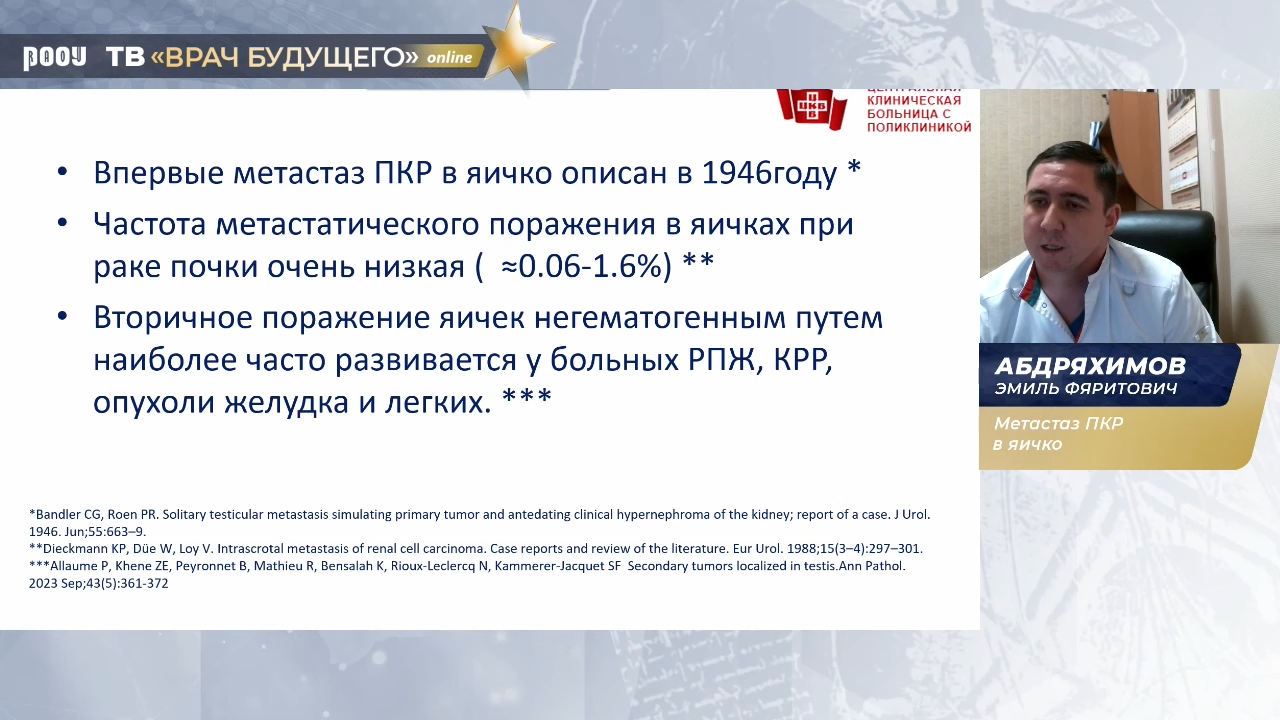 РООУ ТВ «ВРАЧ БУДУЩЕГО» online
ЦЕНТРАЛЬНАЯ
КЛИНИЧЕСКАЯ
БОЛЬНИЦА С
ПОЛИКЛИНИКОЙ
• Впервые метастаз ПКР в яичко описан в 1946году *
• Частота метастатического поражения в яичках при
раке почки очень низкая ( ≈0.06-1.6%) **
• Вторичное поражение яичек негематогенным путем
наиболее часто развивается у больных РПЖ, КРР,
опухоли желудка и легких. ***
*Bandler CG, Roen PR. Solitary testicular metastasis simulating primary tumor and antedating clinical hypernephroma of the kidney; report of a case. J Urol.
1946. Jun;55:663–9.
**Dieckmann KP, Düe W, Loy V. Intrascrotal metastasis of renal cell carcinoma. Case reports and review of the literature. Eur Urol. 1988;15(3–4):297–301.
***Allaume P, Khene ZE, Peyronnet B, Mathieu R, Bensalah K, Rioux-Leclercq N, Kammerer-Jacquet SF Secondary tumors localized in testis.Ann Pathol.
2023 Sep;43(5):361-372
АБДРЯХИМОВ
ЭМИЛЬ ФЯРИТОВИЧ
Метастаз ПКР
в яичко